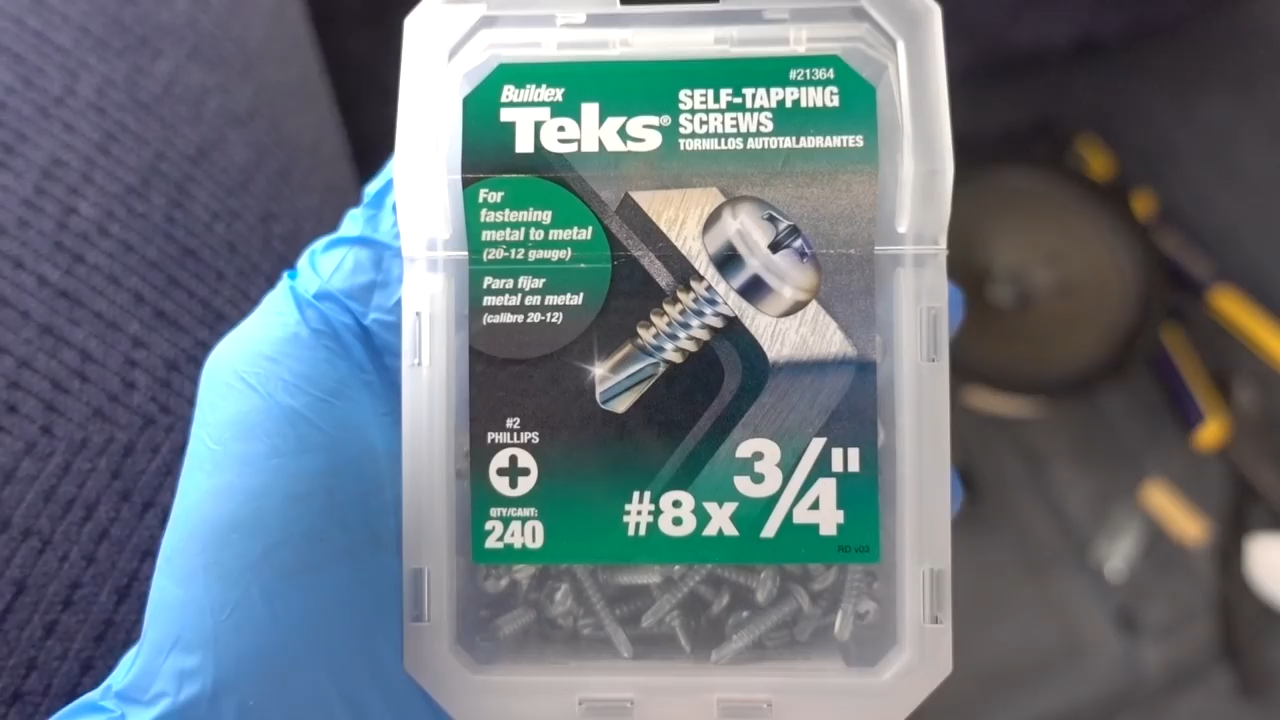 #21364
Buildex
Teks®
SELF-TAPPING
SCREWS
TORNILLOS AUTOTALADRANTES
For
fastening
metal to metal
(20-12 gauge)
Para fijar
metal en metal
(calibre 20-12)
#2
PHILLIPS
QTY/CANT:
240
#8 x 3/4"
RD v03